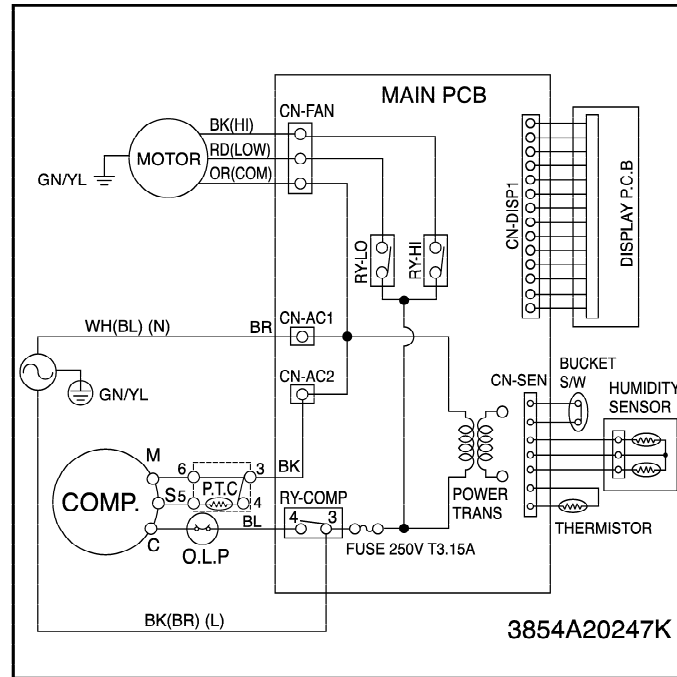 MAIN PCB
CN-FAN
BK(HI)
MOTOR
RD(LOW)
OR(COM)
GN/YL
CN-DISP1
DISPLAY P.C.B
RY-LO
RY-HI
WH(BL) (N)
BR
CN-AC1
GN/YL
CN-AC2
CN-SEN
BUCKET
S/W
HUMIDITY
SENSOR
M
6
3
BK
COMP.
S
5
P.T.C
4
RY-COMP
POWER
TRANS
C
BL
4
3
O.L.P
FUSE 250V T3.15A
THERMISTOR
BK(BR) (L)
3854A20247K